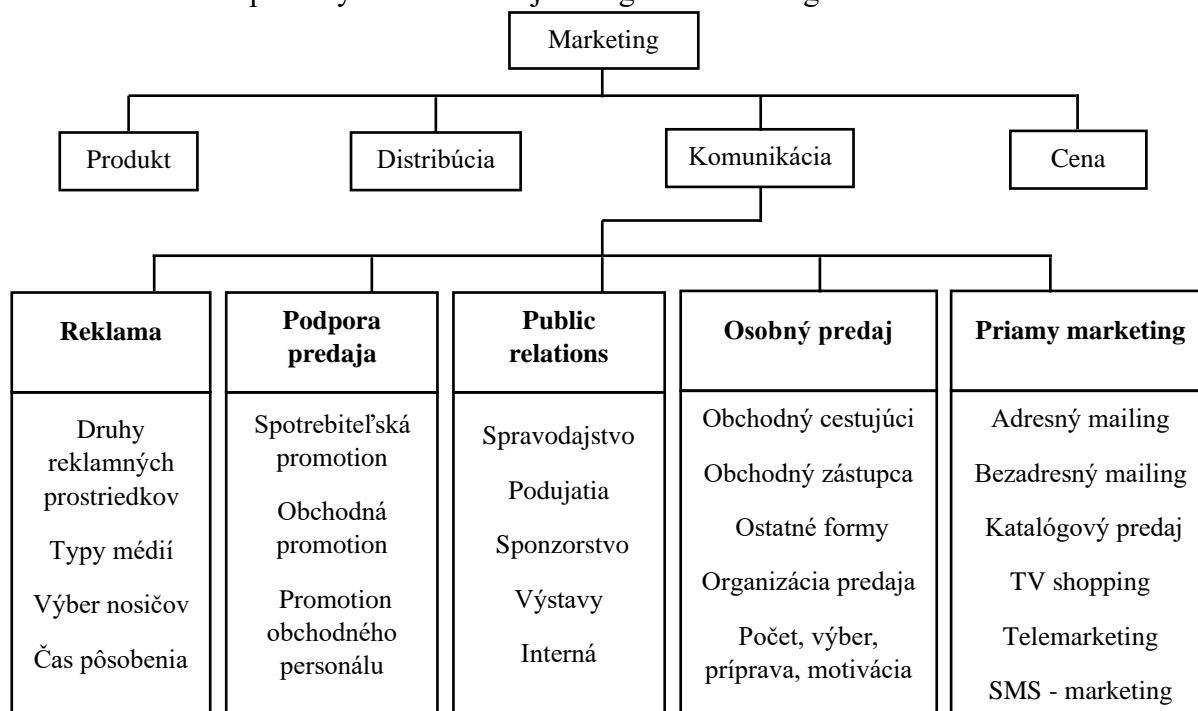 Marketing
Produkt
Distribúcia
Komunikácia
Cena
Reklama
Podpora
predaja
Public
relations
Osobný predaj
Priamy marketing
Druhy
reklamných
prostriedkov
Typy médií
Výber nosičov
Čas pôsobenia
Spotrebiteľská
promotion
Obchodná
promotion
Promotion
obchodného
personálu
Spravodajstvo
Podujatia
Sponzorstvo
Výstavy
Interná
Obchodný cestujúci
Obchodný zástupca
Ostatné formy
Organizácia predaja
Počet, výber,
príprava, motivácia
Adresný mailing
Bezadresný mailing
Katalógový predaj
TV shopping
Telemarketing
SMS - marketing